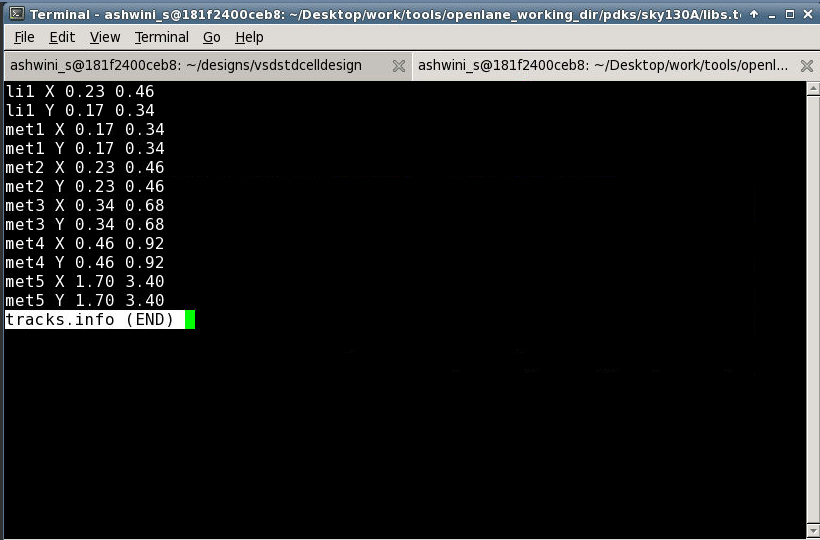 Terminal - ashwini_s@181f2400ceb8: ~/Desktop/work/tools/openlane_working_dir/pdks/sky130A/libs.t
File Edit View Terminal Go Help
ashwini_s@181f2400ceb8: ~/designs/vsdstdcelldesign
ashwini_s@181f2400ceb8: ~/Desktop/work/tools/openl...
li1 X 0.23 0.46
li1 Y 0.17 0.34
met1 X 0.17 0.34
met1 Y 0.17 0.34
met2 X 0.23 0.46
met2 Y 0.23 0.46
met3 X 0.34 0.68
met3 Y 0.34 0.68
met4 X 0.46 0.92
met4 Y 0.46 0.92
met5 X 1.70 3.40
met5 Y 1.70 3.40
tracks.info (END)